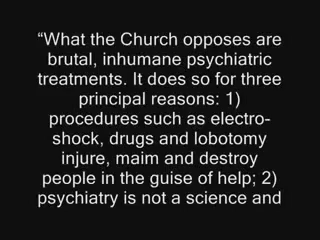 “What the Church opposes are
brutal, inhumane psychiatric
treatments. It does so for three
principal reasons: 1)
procedures such as electro-
shock, drugs and lobotomy
injure, maim and destroy
people in the guise of help; 2)
psychiatry is not a science and